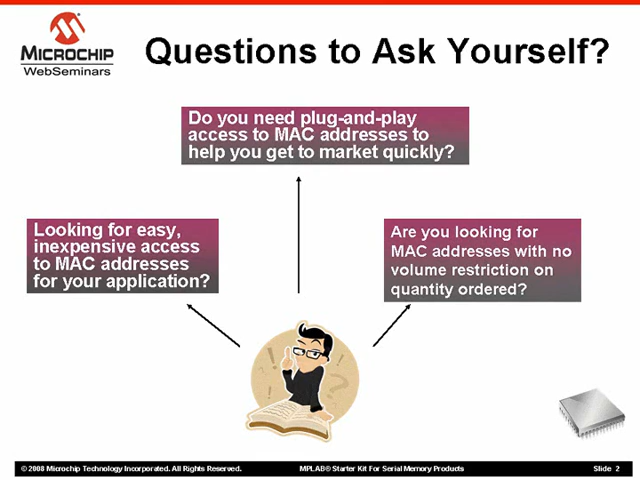 MICROCHIP
WebSeminars
Questions to Ask Yourself?
Do you need plug-and-play
access to MAC addresses to
help you get to market quickly?
Looking for easy,
inexpensive access
to MAC addresses
for your application?
Are you looking for
MAC addresses with no
volume restriction on
quantity ordered?
© 2008 Microchip Technology Incorporated. All Rights Reserved. MPLAB® Starter Kit For Serial Memory Products Slide 2